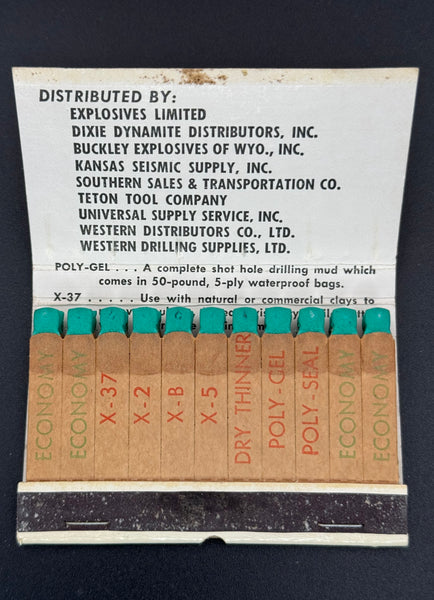 DISTRIBUTED BY:
EXPLOSIVES LIMITED
DIXIE DYNAMITE DISTRIBUTORS, INC.
BUCKLEY EXPLOSIVES OF WYO., INC.
KANSAS SEISMIC SUPPLY, INC.
SOUTHERN SALES & TRANSPORTATION CO.
TETON TOOL COMPANY
UNIVERSAL SUPPLY SERVICE, INC.
WESTERN DISTRIBUTORS CO., LTD.
WESTERN DRILLING SUPPLIES, LTD.
POLY-GEL . . . A complete shot hole drilling mud which
comes in 50-pound, 5-ply waterproof bags.
X-37 . . . . . Use with natural or commercial clays to
ECONOMY
ECONOMY
X-37
X-2
X-B
X-5
DRY THINNER
POLY-GEL
POLY-SEAL
ECONOMY
ECONOMY